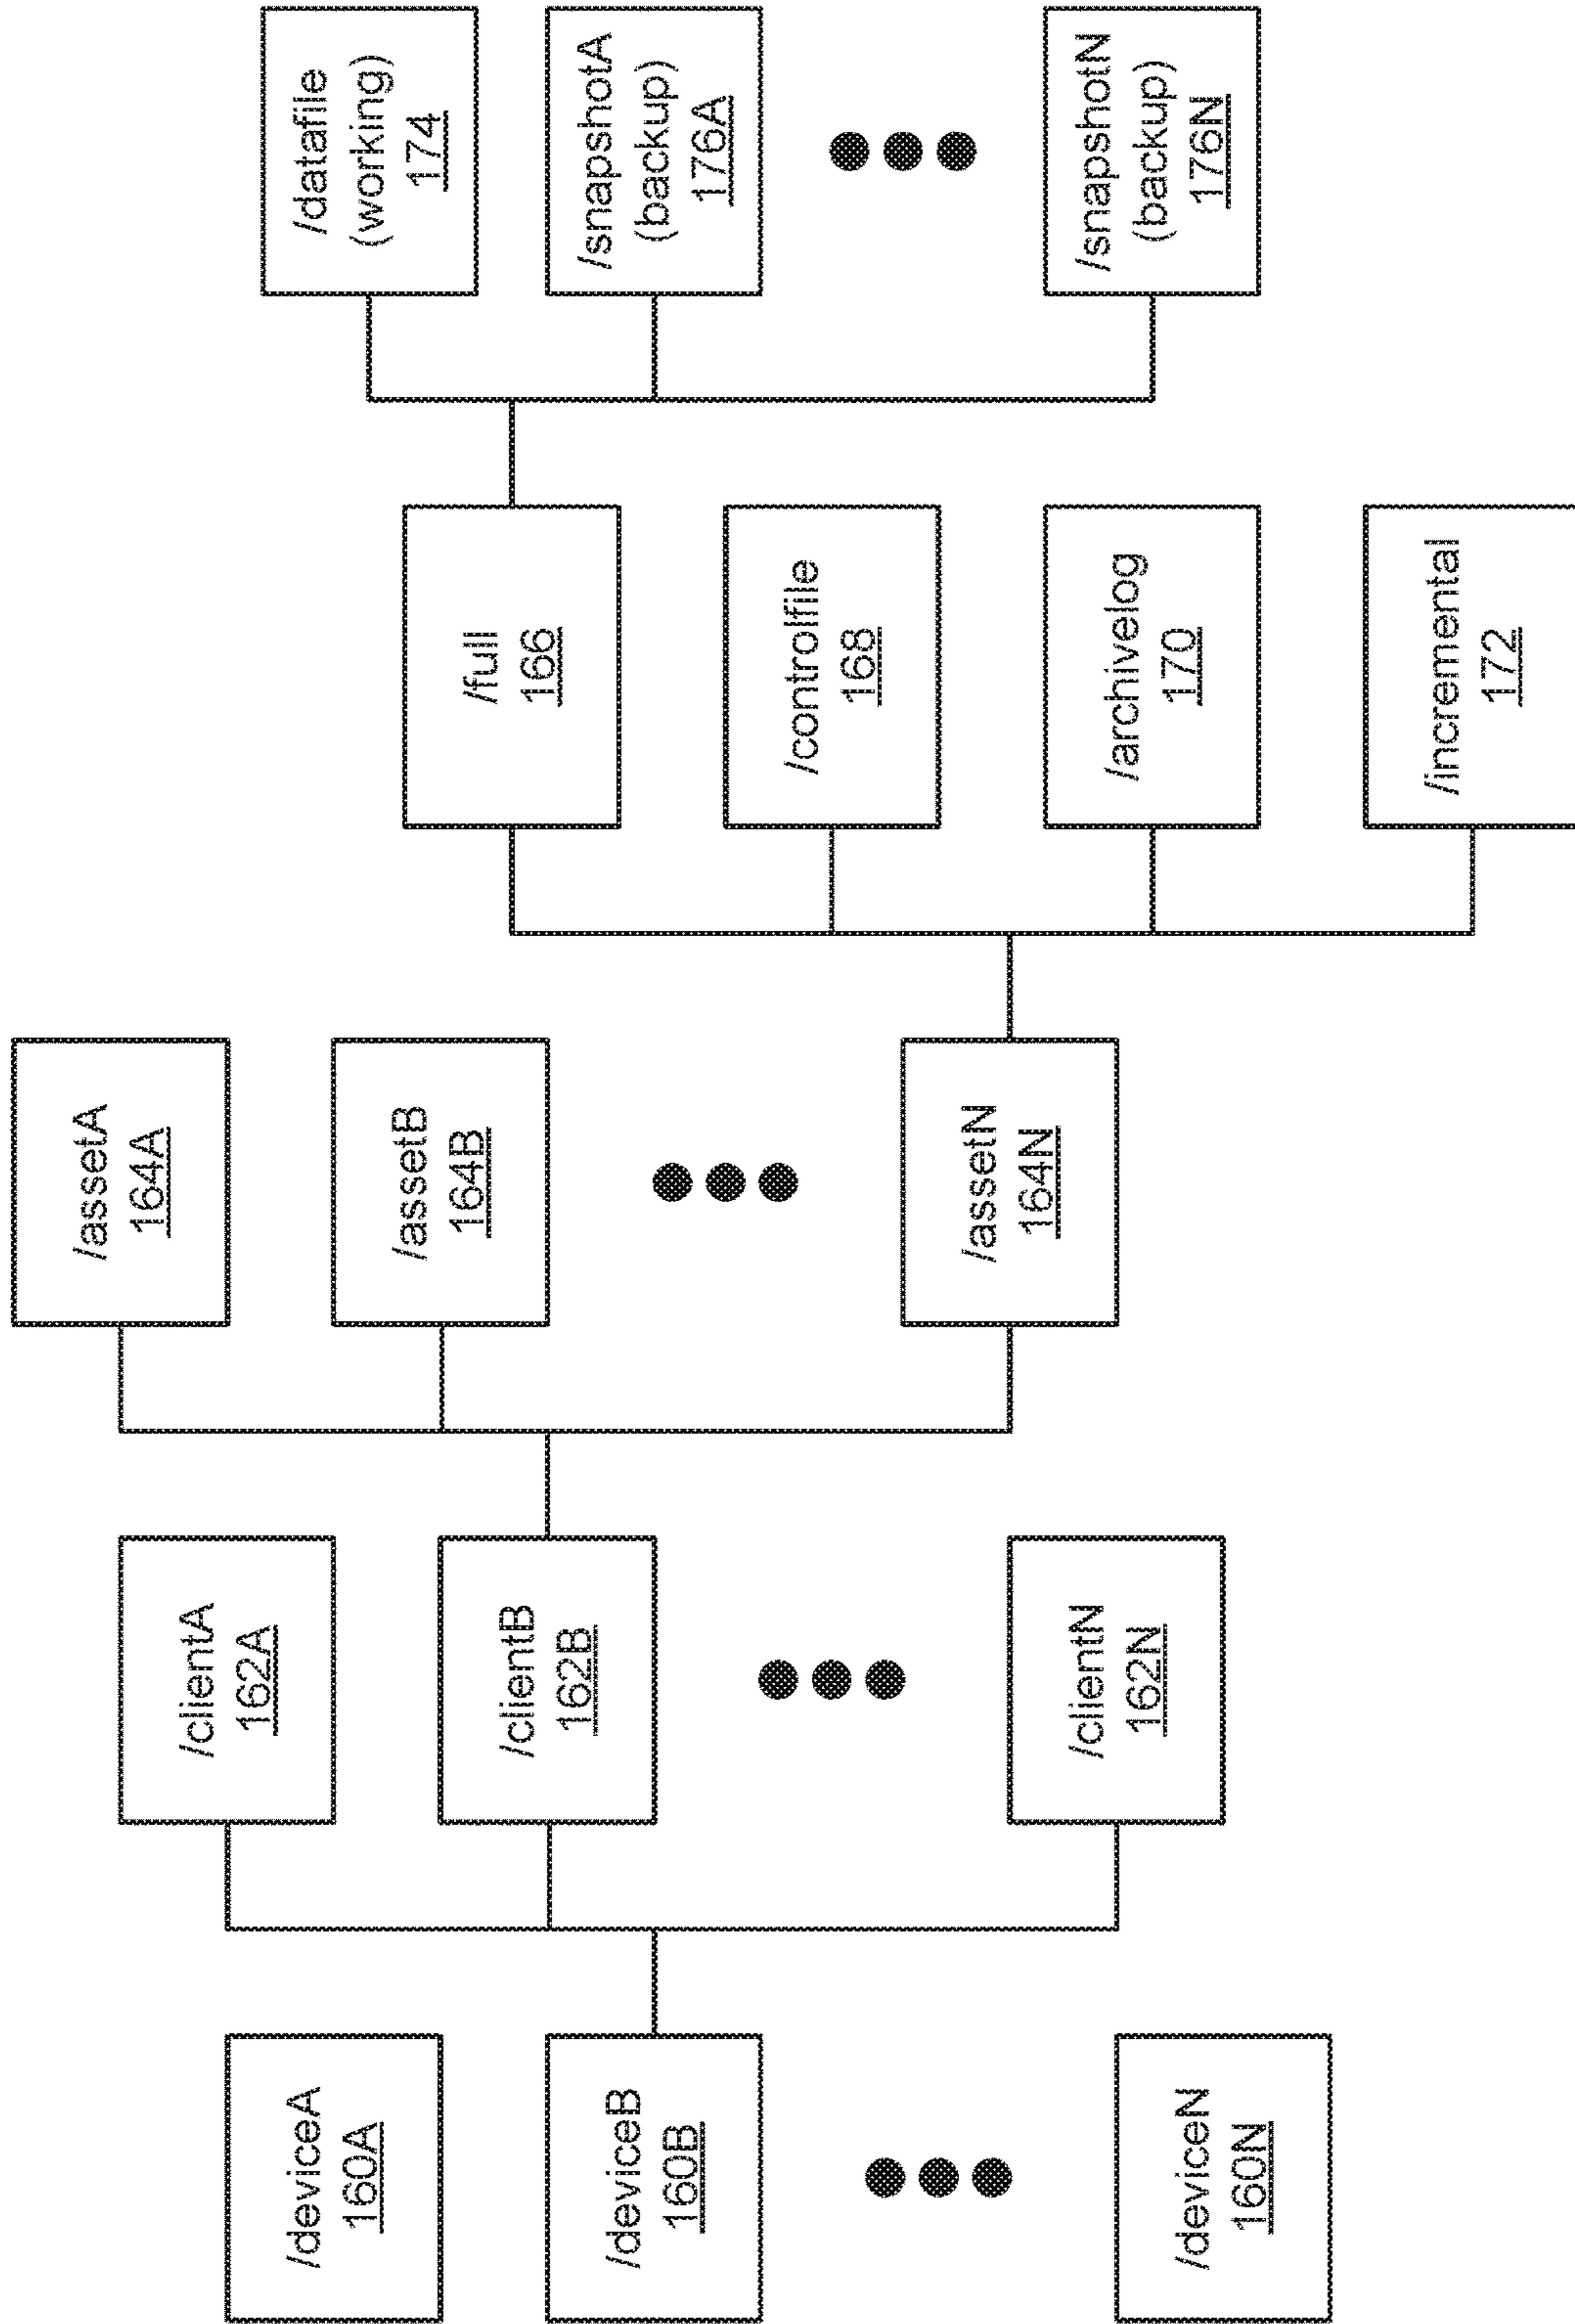 /deviceA
160A
/deviceB
160B
/deviceN
160N
/clientA
162A
/clientB
162B
/clientN
162N
/assetA
164A
/assetB
164B
/assetN
164N
/full
166
/controlfile
168
/archivelog
170
/incremental
172
/datafile
(working)
174
/snapshotA
(backup)
176A
/snapshotN
(backup)
176N